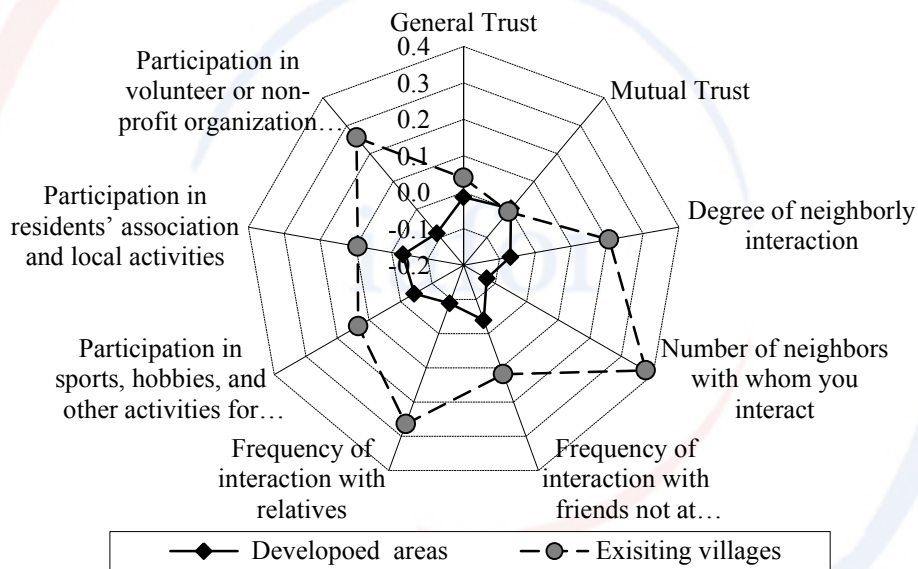 General Trust
0.4
0.3
0.2
0.1
0.0
-0.1
-0.2
Mutual Trust
Degree of neighborly
interaction
Number of neighbors
with whom you
interact
Frequency of
interaction with
friends not at…
Frequency of
interaction with
relatives
Participation in
sports, hobbies, and
other activities for…
Participation in
residents’ association
and local activities
Participation in
volunteer or non-
profit organization…
Developoed areas
Exisiting villages